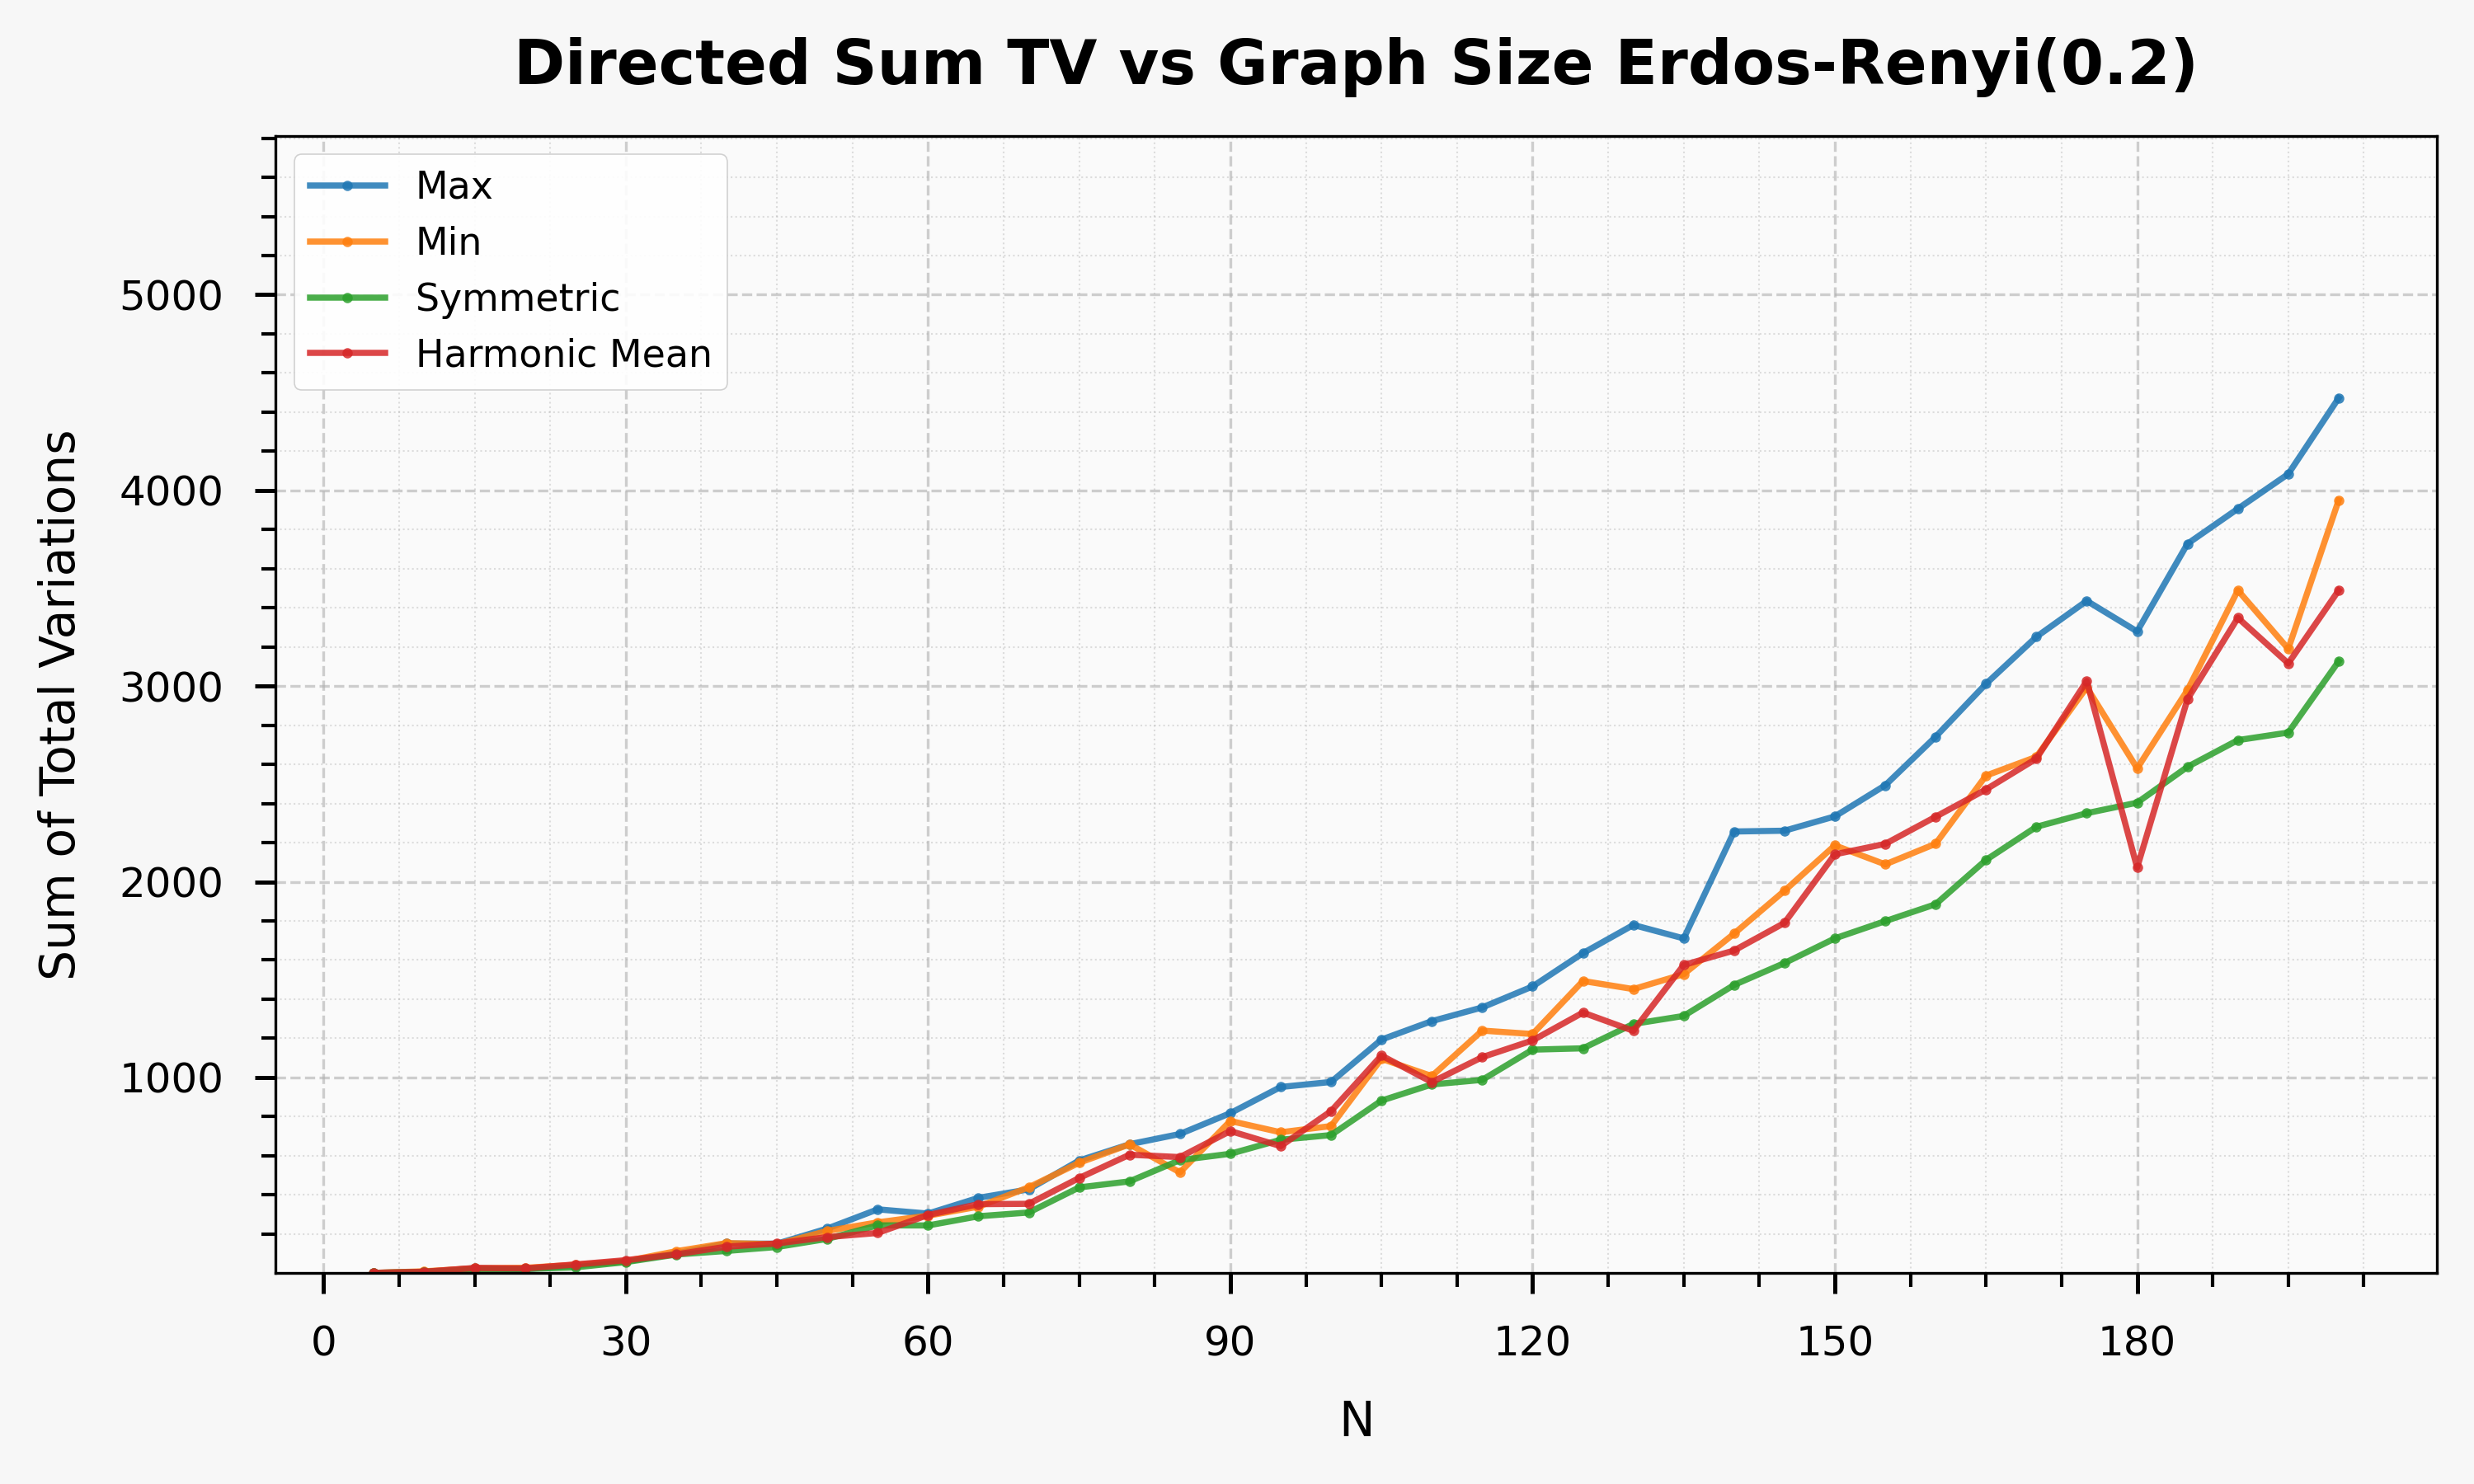 Directed Sum TV vs Graph Size Erdos-Renyi(0.2)
Max
Min
Symmetric
Harmonic Mean
Sum of Total Variations
5000
4000
3000
2000
1000
0 30 60 90 120 150 180
N